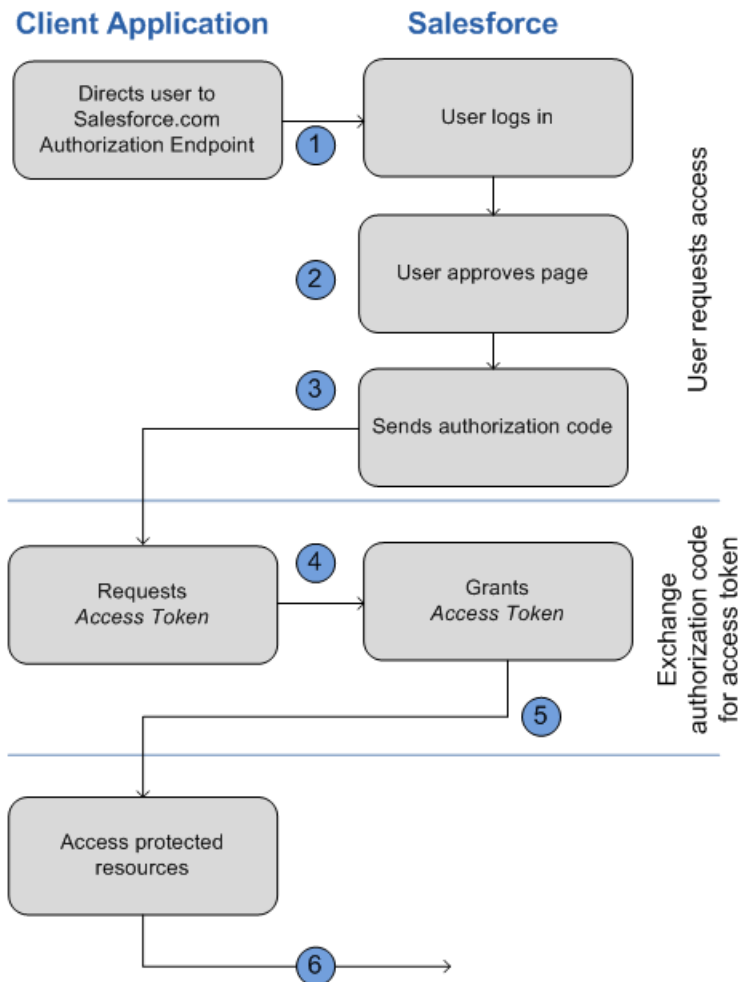 Client Application
Salesforce
Directs user to
Salesforce.com
Authorization Endpoint
1
User logs in
2
User approves page
3
Sends authorization code
User requests access
Requests
Access Token
4
Grants
Access Token
5
Exchange
authorization code
for access token
Access protected
resources
6